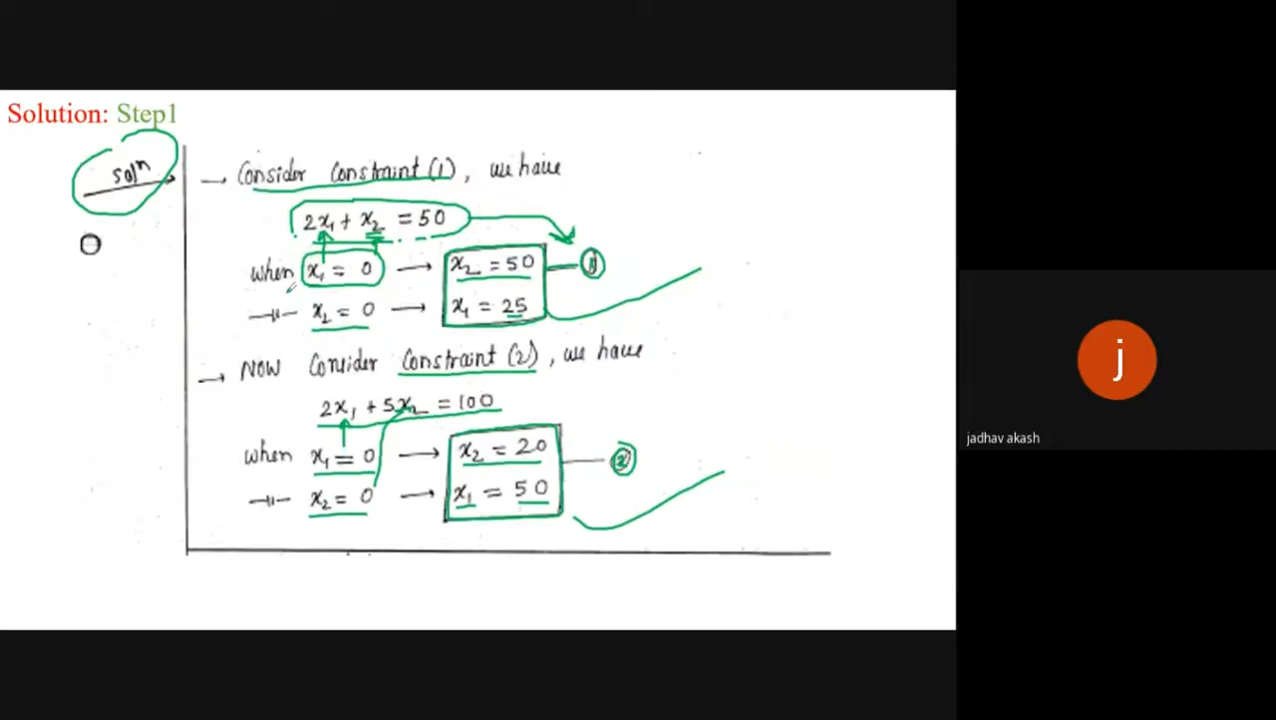 Solution: Step1
soln
→ Consider Constraint (1), we have
2x₁ + x₂ = 50
when x₁ = 0 → x₂ = 50 — ①
—||— x₂ = 0 → x₁ = 25
→ NOW Consider Constraint (2), we have
2x₁ + 5x₂ = 100
when x₁ = 0 → x₂ = 20 — ②
—||— x₂ = 0 → x₁ = 50
j
jadhav akash